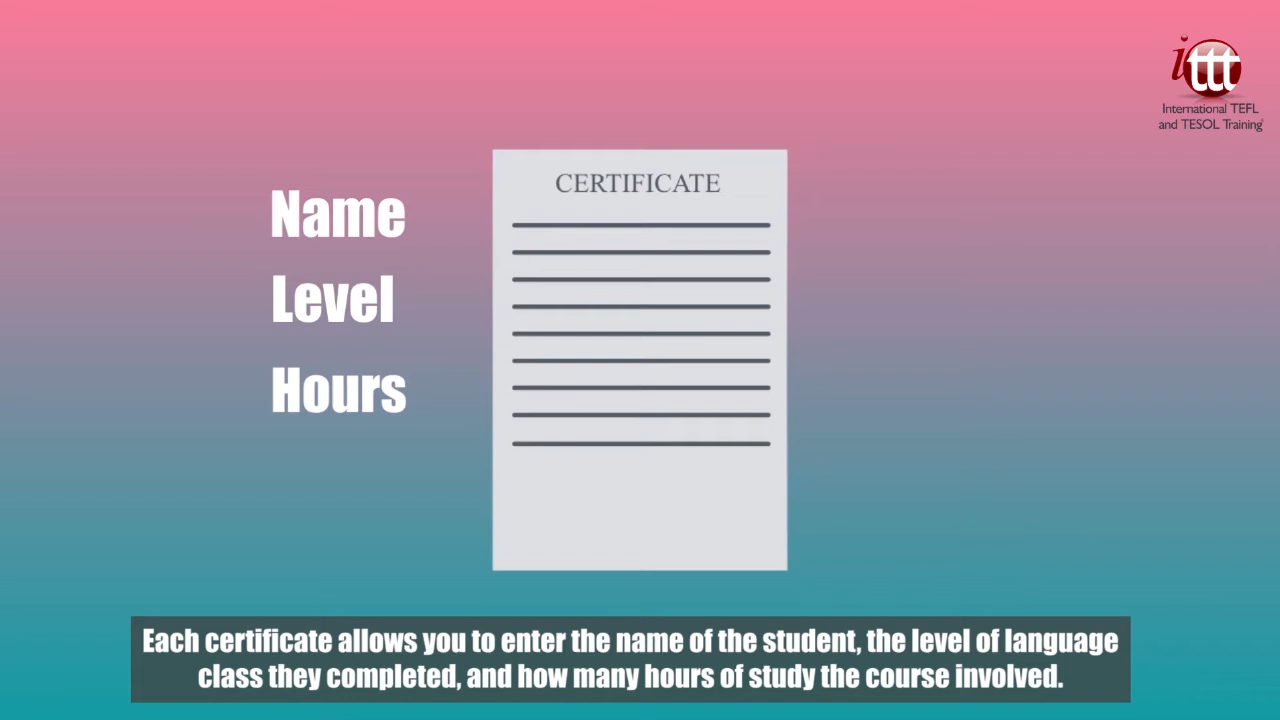 ittt
International TEFL
and TESOL Training
CERTIFICATE
Name
Level
Hours
Each certificate allows you to enter the name of the student, the level of language
class they completed, and how many hours of study the course involved.